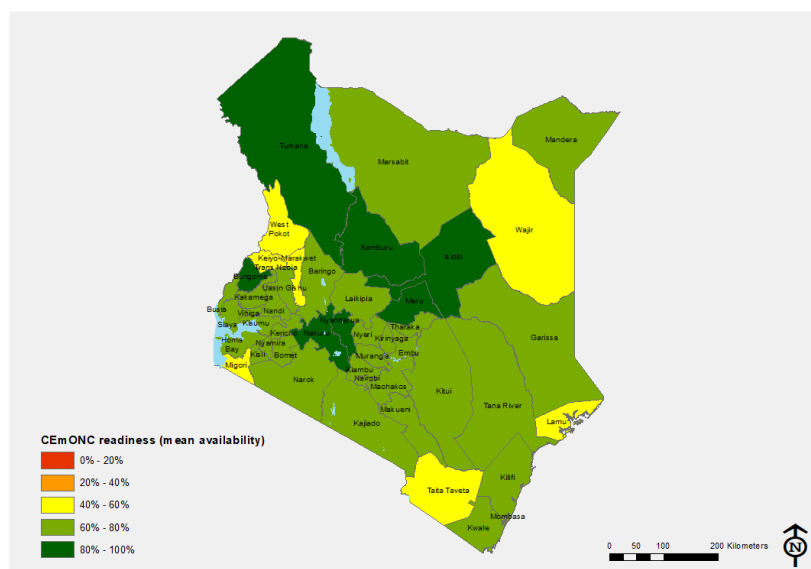 Turkana
Marsabit
Mandera
Wajir
West
Pokot
Samburu
Isiolo
Keiyo-Marakwet
Trans Nzoia
Baringo
Bungoma
Uasin Gishu
Kakamega
Laikipia
Meru
Busia
Vihiga
Nandi
Siaya
Kisumu
Nyandarua
Tharaka
Garissa
Homa
Bay
Kericho
Nakuru
Nyeri
Kirinyaga
Nyamira
Embu
Kisii
Bomet
Murang'a
Migori
Kiambu
Nairobi
Narok
Machakos
Kitui
Tana River
Makueni
Kajiado
Lamu
Taita Taveta
Kilifi
Mombasa
Kwale
CEmONC readiness (mean availability)
0% - 20%
20% - 40%
40% - 60%
60% - 80%
80% - 100%
0 50 100 200 Kilometers
N